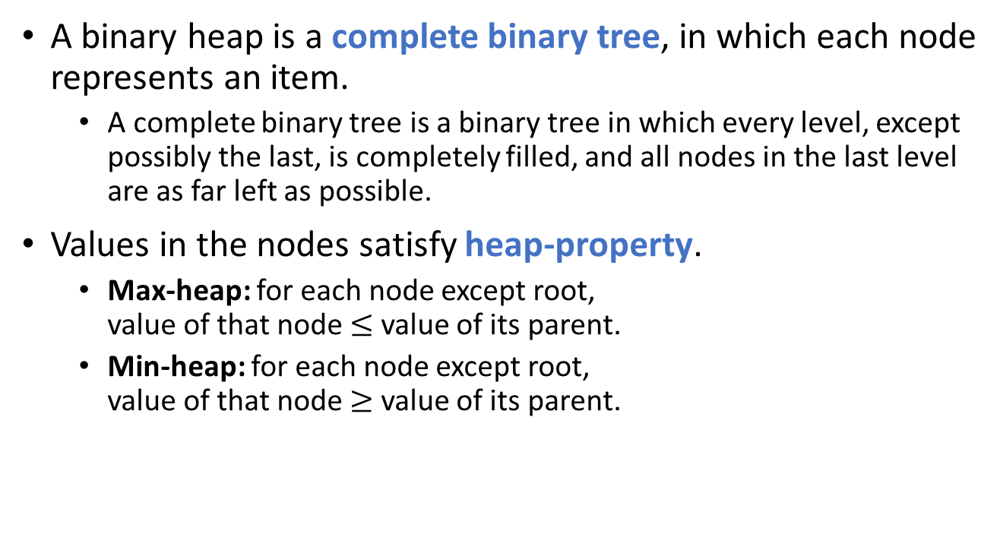 • A binary heap is a complete binary tree, in which each node
represents an item.
• A complete binary tree is a binary tree in which every level, except
possibly the last, is completely filled, and all nodes in the last level
are as far left as possible.
• Values in the nodes satisfy heap-property.
• Max-heap: for each node except root,
value of that node ≤ value of its parent.
• Min-heap: for each node except root,
value of that node ≥ value of its parent.